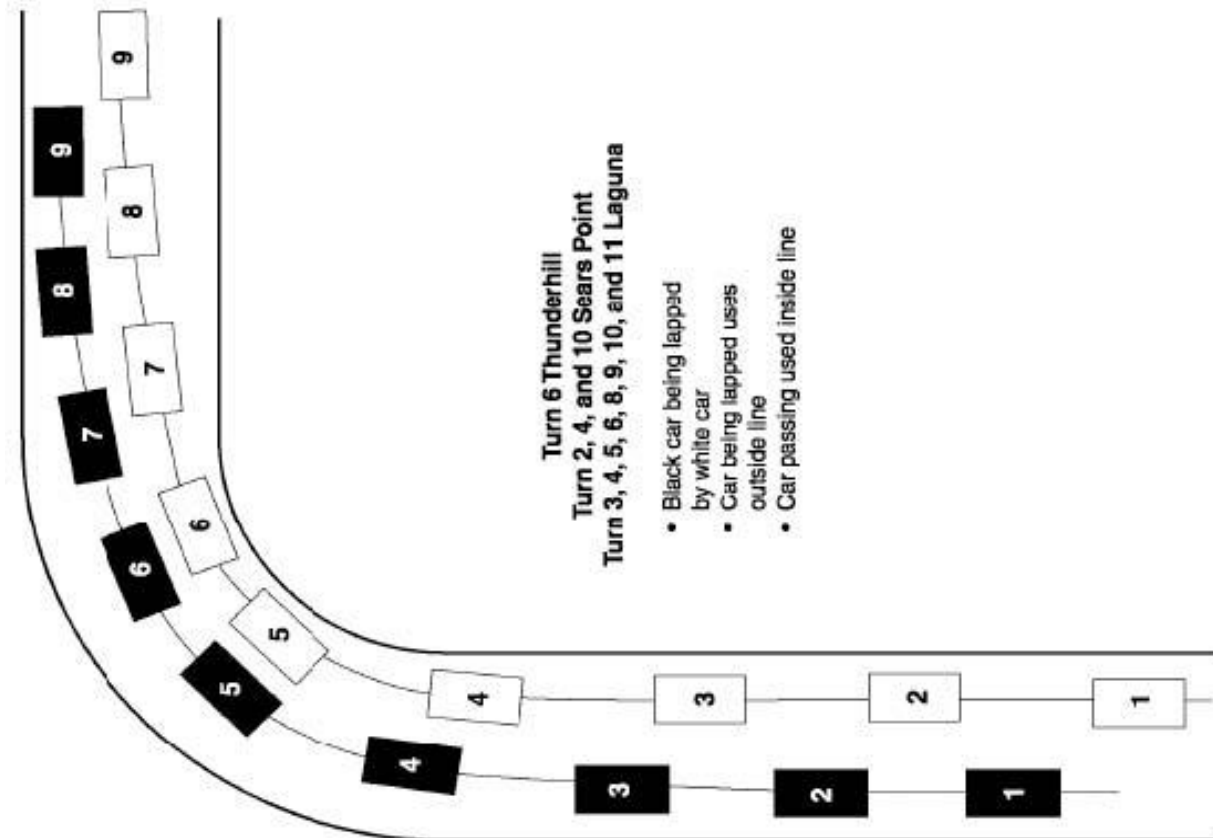 1 2 3 4 5 6 7 8 9
1 2 3 4 5 6 7 8 9
Turn 6 Thunderhill
Turn 2, 4, and 10 Sears Point
Turn 3, 4, 5, 6, 8, 9, 10, and 11 Laguna
• Black car being lapped
by white car
• Car being lapped uses
outside line
• Car passing used inside line